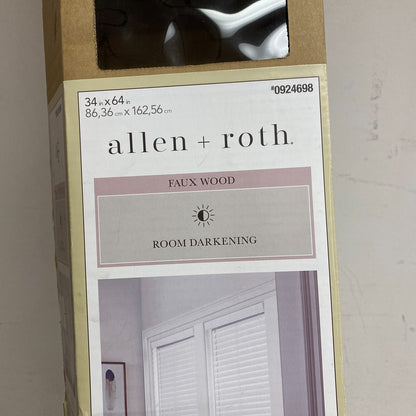 34 in x 64 in
#0924698
86,36 cm x 162,56 cm
allen + roth.
FAUX WOOD
ROOM DARKENING